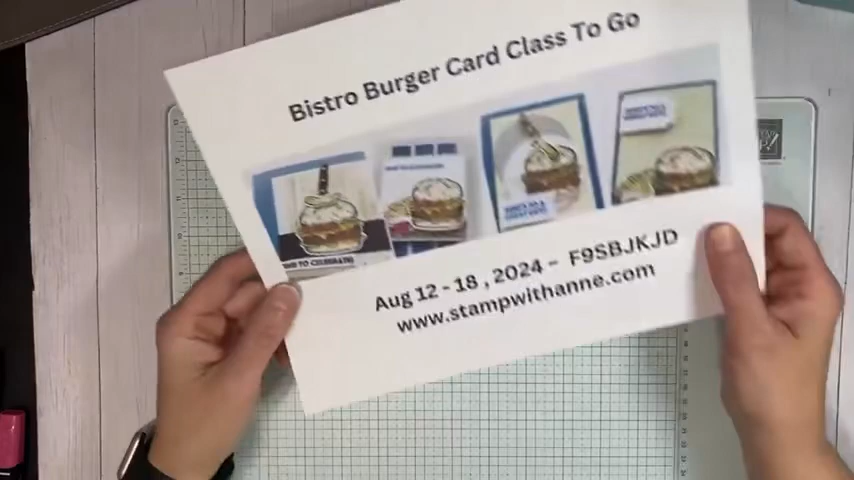 Bistro Burger Card Class To Go
Aug 12 - 18 , 2024 - F9SBJKJD
www.stampwithanne.com